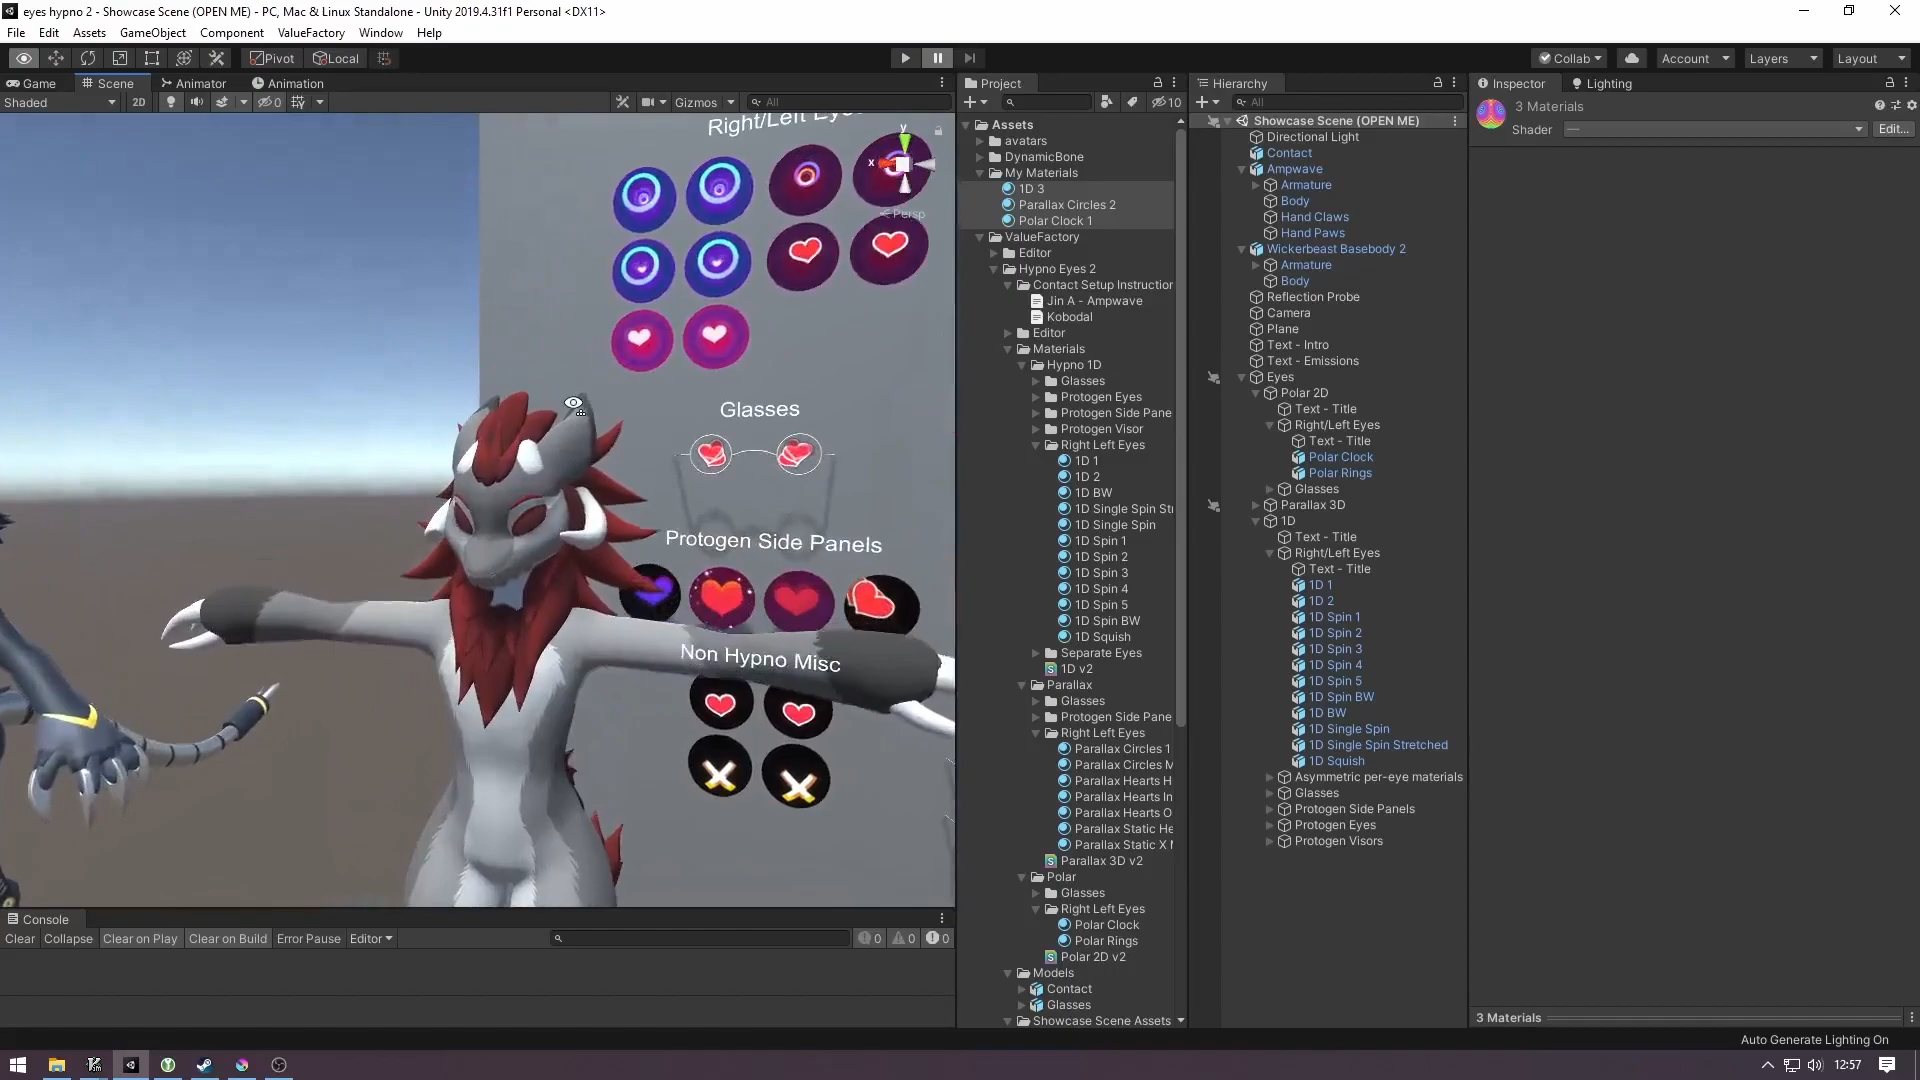 eyes hypno 2 - Showcase Scene (OPEN ME) - PC, Mac & Linux Standalone - Unity 2019.4.31f1 Personal <DX11>
File Edit Assets GameObject Component ValueFactory Window Help
Pivot Local Collab Account Layers Layout
Game Scene Animator Animation
Shaded 2D 0 Gizmos All
Right/Left
y
x
Persp
Glasses
Protogen Side Panels
Non Hypno Misc
Console
Clear Collapse Clear on Play Clear on Build Error Pause Editor 0 0 0
Project
10
Assets
avatars
DynamicBone
My Materials
1D 3
Parallax Circles 2
Polar Clock 1
ValueFactory
Editor
Hypno Eyes 2
Contact Setup Instruction
Jin A - Ampwave
Kobodal
Editor
Materials
Hypno 1D
Glasses
Protogen Eyes
Protogen Side Pane
Protogen Visor
Right Left Eyes
1D 1
1D 2
1D BW
1D Single Spin St
1D Single Spin
1D Spin 1
1D Spin 2
1D Spin 3
1D Spin 4
1D Spin 5
1D Spin BW
1D Squish
Separate Eyes
1D v2
Parallax
Glasses
Protogen Side Pane
Right Left Eyes
Parallax Circles 1
Parallax Circles M
Parallax Hearts H
Parallax Hearts In
Parallax Hearts O
Parallax Static He
Parallax Static X M
Parallax 3D v2
Polar
Glasses
Right Left Eyes
Polar Clock
Polar Rings
Polar 2D v2
Models
Contact
Glasses
Showcase Scene Assets
Hierarchy
All
Showcase Scene (OPEN ME)
Directional Light
Contact
Ampwave
Armature
Body
Hand Claws
Hand Paws
Wickerbeast Basebody 2
Armature
Body
Reflection Probe
Camera
Plane
Text - Intro
Text - Emissions
Eyes
Polar 2D
Text - Title
Right/Left Eyes
Text - Title
Polar Clock
Polar Rings
Glasses
Parallax 3D
1D
Text - Title
Right/Left Eyes
Text - Title
1D 1
1D 2
1D Spin 1
1D Spin 2
1D Spin 3
1D Spin 4
1D Spin 5
1D Spin BW
1D BW
1D Single Spin
1D Single Spin Stretched
1D Squish
Asymmetric per-eye materials
Glasses
Protogen Side Panels
Protogen Eyes
Protogen Visors
Inspector Lighting
3 Materials
Shader — Edit...
3 Materials
Auto Generate Lighting On
12:57